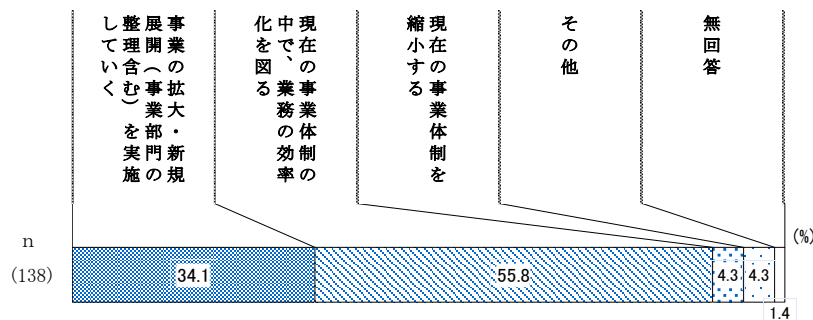 事業の拡大・新規
展開（事業部門の
整理含む）を実施
していく
現在の事業体制の
中で、業務の効率
化を図る
現在の事業体制を
縮小する
その他
無回答
(%)
n
(138)
34.1
55.8
4.3
4.3
1.4